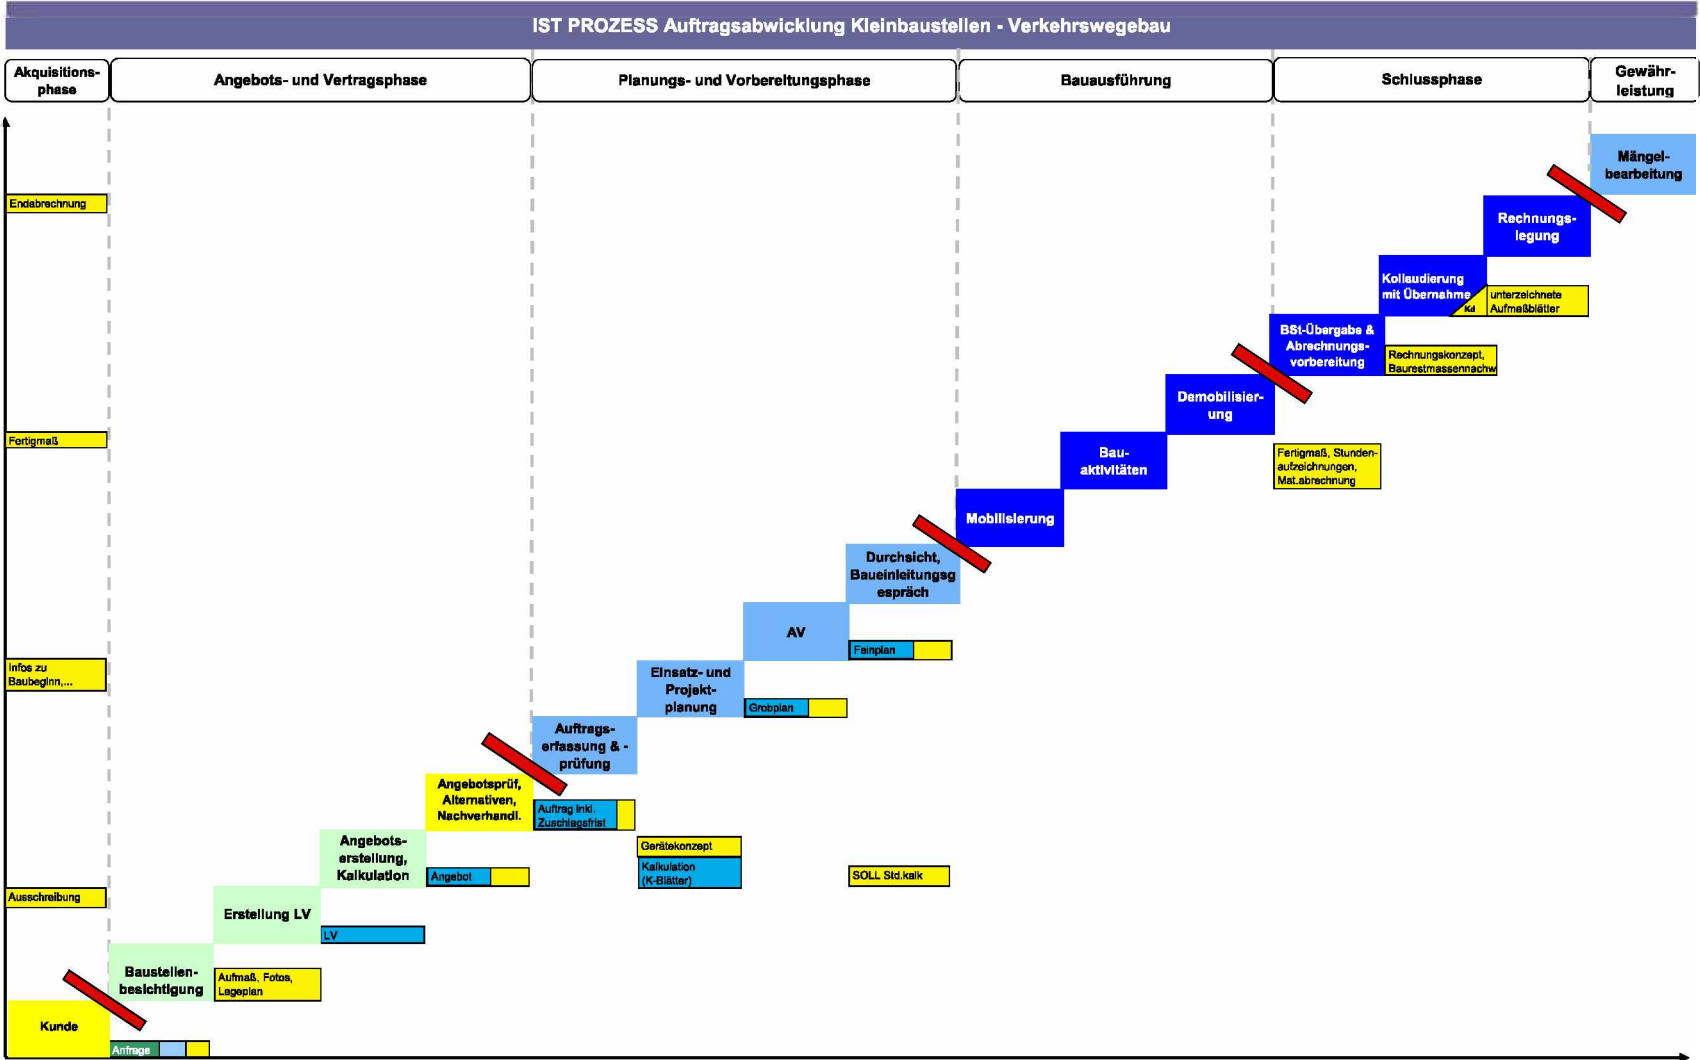 IST PROZESS Auftragsabwicklung Kleinbaustellen - Verkehrswegebau
Akquisitions-
phase
Angebots- und Vertragsphase
Planungs- und Vorbereitungsphase
Bauausführung
Schlussphase
Gewähr-
leistung
Mängel-
bearbeitung
Endabrechnung
Rechnungs-
legung
Kollaudierung
mit Übernahme
Kd
unterzeichnete
Aufmaßblätter
BSt-Übergabe &
Abrechnungs-
vorbereitung
Rechnungskonzept,
Baurestmassennachw
Demobilisier-
ung
Fertigmaß
Bau-
aktivitäten
Fertigmaß, Stunden-
aufzeichnungen,
Mat.abrechnung
Mobilisierung
Durchsicht,
Baueinleitungsg
espräch
AV
Feinplan
Infos zu
Baubeginn,...
Einsatz- und
Projekt-
planung
Grobplan
Auftrags-
erfassung & -
prüfung
Angebotsprüf,
Alternativen,
Nachverhandl.
Auftrag inkl.
Zuschlagsfrist
Angebots-
erstellung,
Kalkulation
Angebot
Gerätekonzept
Kalkulation
(K-Blätter)
SOLL Std.kalk
Ausschreibung
Erstellung LV
LV
Baustellen-
besichtigung
Aufmaß, Fotos,
Lageplan
Kunde
Anfrage